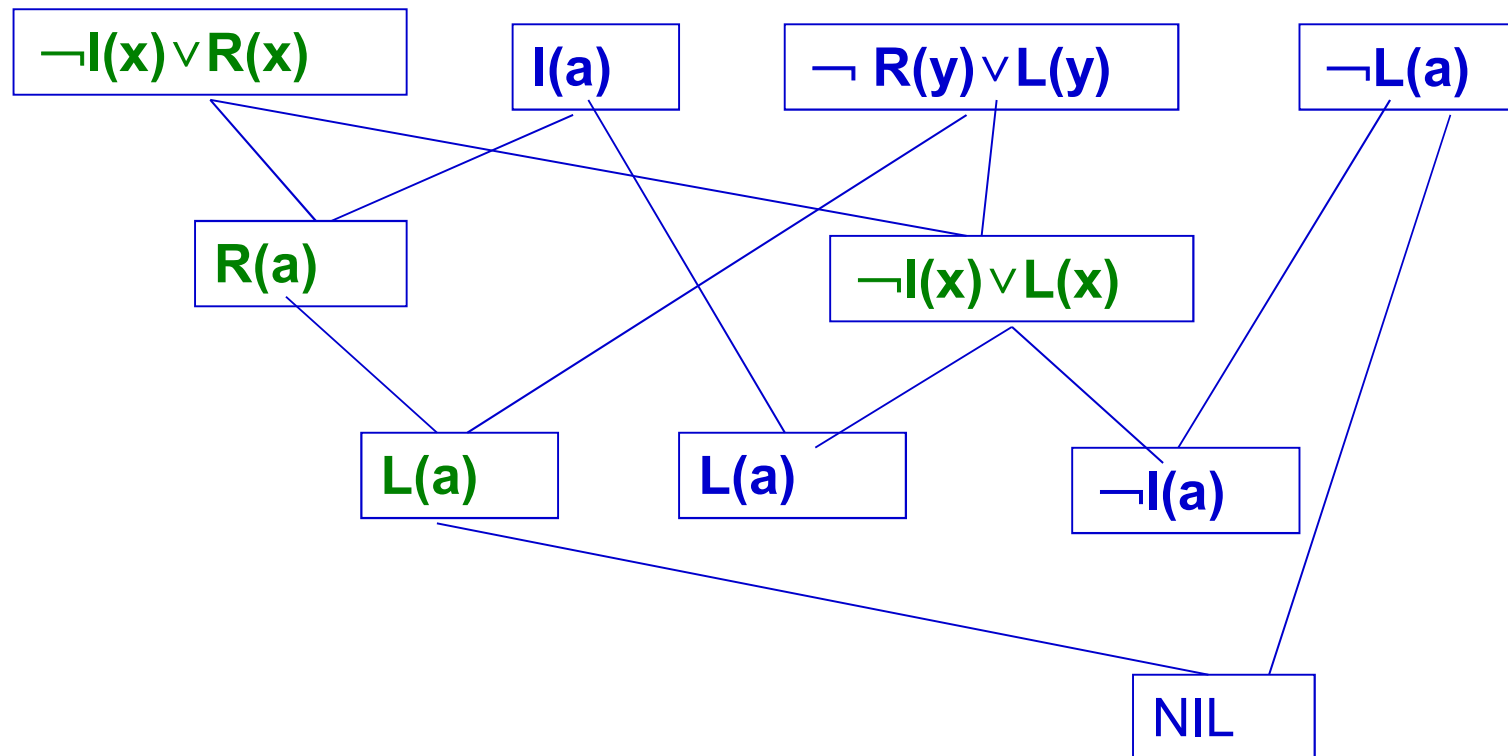 ¬I(x)∨R(x)
I(a)
¬ R(y)∨L(y)
¬L(a)
R(a)
¬I(x)∨L(x)
L(a)
L(a)
¬I(a)
NIL